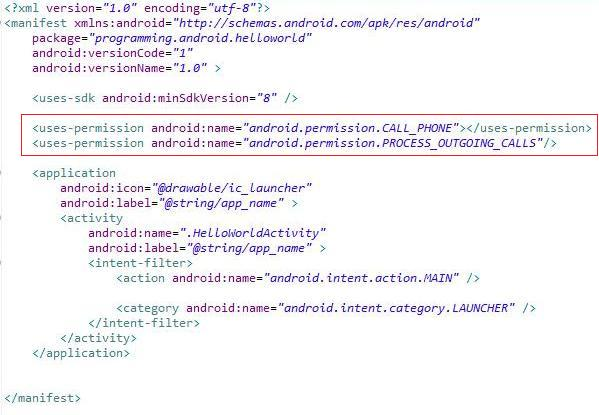 <?xml version="1.0" encoding="utf-8"?>
<manifest xmlns:android="http://schemas.android.com/apk/res/android"
package="programming.android.helloworld"
android:versionCode="1"
android:versionName="1.0" >
<uses-sdk android:minSdkVersion="8" />
<uses-permission android:name="android.permission.CALL_PHONE"></uses-permission>
<uses-permission android:name="android.permission.PROCESS_OUTGOING_CALLS"/>
<application
android:icon="@drawable/ic_launcher"
android:label="@string/app_name" >
<activity
android:name=".HelloWorldActivity"
android:label="@string/app_name" >
<intent-filter>
<action android:name="android.intent.action.MAIN" />
<category android:name="android.intent.category.LAUNCHER" />
</intent-filter>
</activity>
</application>
</manifest>